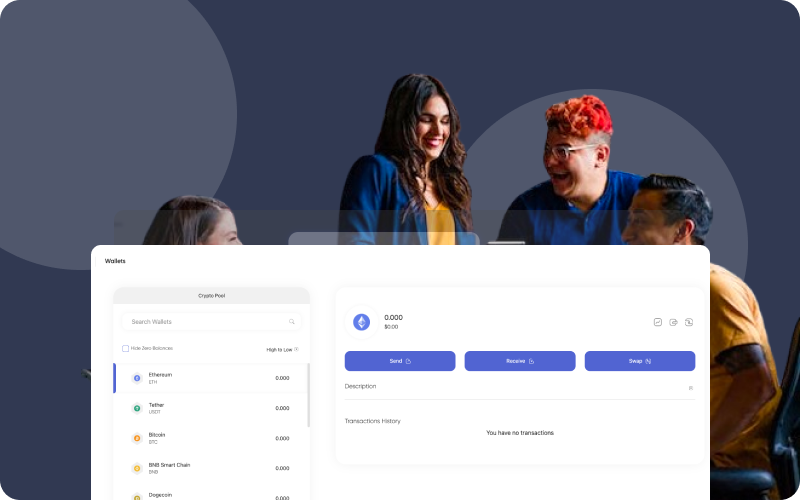 Wallets
Crypto Pool
Search Wallets
Hide Zero Balances
High to Low
Ethereum
ETH
0.000
Tether
USDT
0.000
Bitcoin
BTC
0.000
BNB Smart Chain
BNB
0.000
Dogecoin
0.000
0.000
$0.00
Send
Receive
Swap
Description
Transactions History
You have no transactions